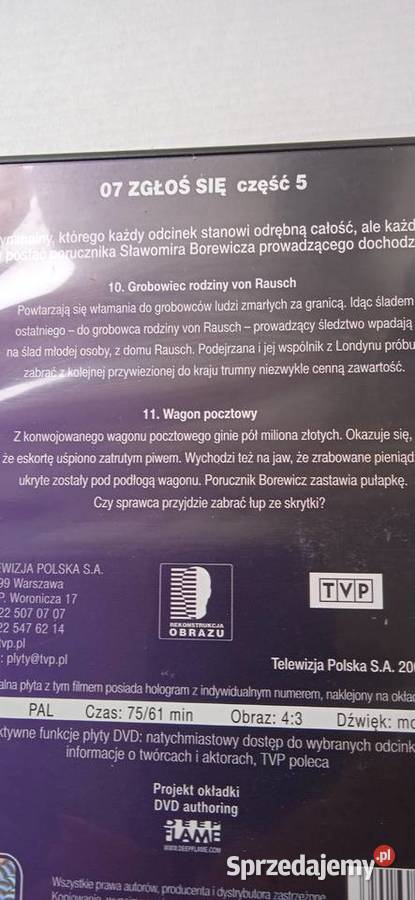 07 ZGŁOŚ SIĘ część 5
którego każdy odcinek stanowi odrębną całość, ale każd
postać porucznika Sławomira Borewicza prowadzącego dochodz
10. Grobowiec rodziny von Rausch
Powtarzają się włamania do grobowców ludzi zmarłych za granicą. Idąc śladem
ostatniego – do grobowca rodziny von Rausch – prowadzący śledztwo wpadają
na ślad młodej osoby, z domu Rausch. Podejrzana i jej wspólnik z Londynu próbu
zabrać z kolejnej przywiezionej do kraju trumny niezwykle cenną zawartość.
11. Wagon pocztowy
Z konwojowanego wagonu pocztowego ginie pół miliona złotych. Okazuje się,
że eskortę uśpiono zatrutym piwem. Wychodzi też na jaw, że zrabowane pieniąd
ukryte zostały pod podłogą wagonu. Porucznik Borewicz zastawia pułapkę.
Czy sprawca przyjdzie zabrać łup ze skrytki?
EWIZJA POLSKA S.A.
99 Warszawa
P. Woronicza 17
22 507 07 07
22 547 62 14
tvp.pl
: plyty@tvp.pl
REKONSTRUKCJA
OBRAZU
TVP
Telewizja Polska S.A. 200
alna płyta z tym filmem posiada hologram z indywidualnym numerem, naklejony na okład
PAL Czas: 75/61 min Obraz: 4:3 Dźwięk: mo
ktywne funkcje płyty DVD: natychmiastowy dostęp do wybranych odcink
informacje o twórcach i aktorach, TVP poleca
Projekt okładki
DVD authoring
DEEP
FLAME
WWW.DEEPFLAME.COM
Wszystkie prawa autorów, producenta i dystrybutora zastrzeżone.
Sprzedajemy.pl